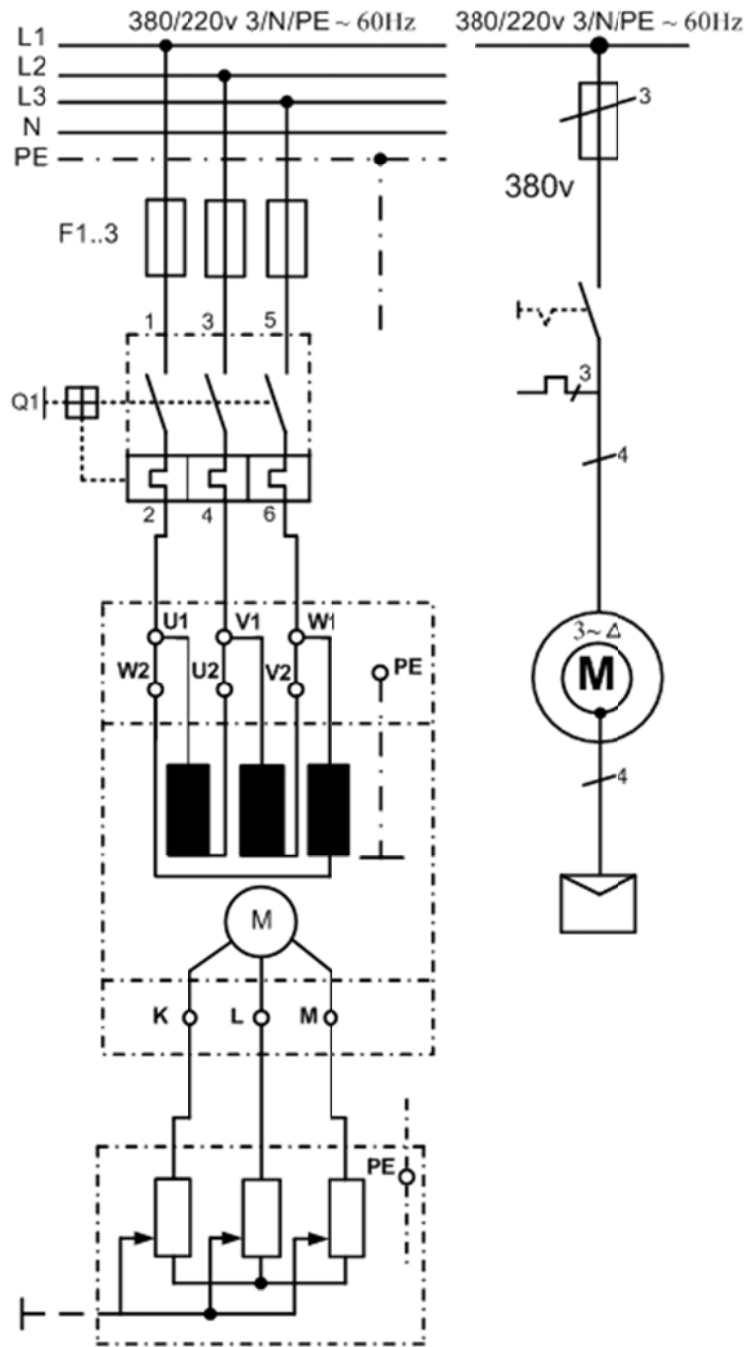 380/220v 3/N/PE ~ 60Hz
L1
L2
L3
N
PE
F1..3
1 3 5
Q1
2 4 6
U1 V1 W1
W2 U2 V2 PE
M
K L M
PE
380/220v 3/N/PE ~ 60Hz
3
380v
3
4
3~ Δ
M
4